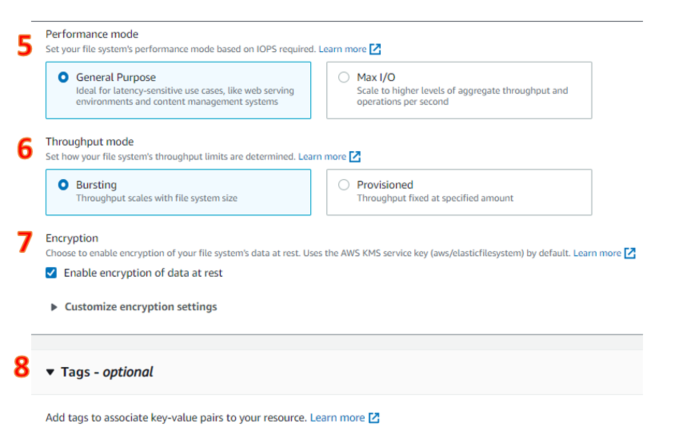 5
Performance mode
Set your file system's performance mode based on IOPS required. Learn more
General Purpose
Ideal for latency-sensitive use cases, like web serving
environments and content management systems
Max I/O
Scale to higher levels of aggregate throughput and
operations per second
6
Throughput mode
Set how your file system's throughput limits are determined. Learn more
Bursting
Throughput scales with file system size
Provisioned
Throughput fixed at specified amount
7
Encryption
Choose to enable encryption of your file system's data at rest. Uses the AWS KMS service key (aws/elasticfilesystem) by default. Learn more
Enable encryption of data at rest
Customize encryption settings
8
Tags - optional
Add tags to associate key-value pairs to your resource. Learn more